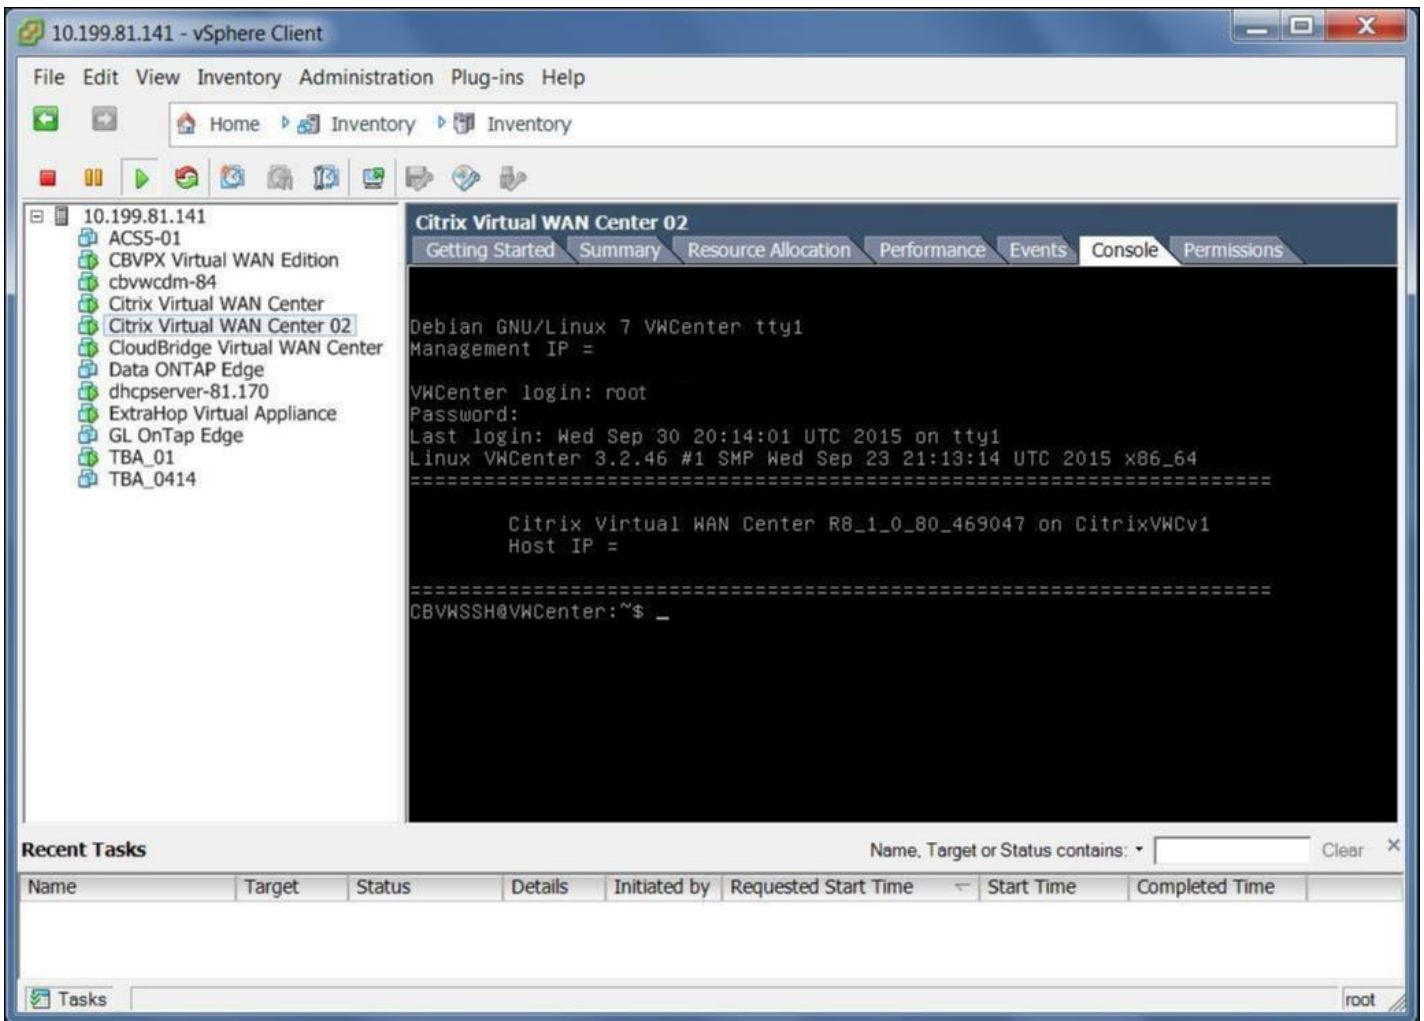 10.199.81.141 - vSphere Client
File Edit View Inventory Administration Plug-ins Help
Home Inventory Inventory
10.199.81.141
ACS5-01
CBVPX Virtual WAN Edition
cbvwcdm-84
Citrix Virtual WAN Center
Citrix Virtual WAN Center 02
CloudBridge Virtual WAN Center
Data ONTAP Edge
dhcpserver-81.170
ExtraHop Virtual Appliance
GL OnTap Edge
TBA_01
TBA_0414
Citrix Virtual WAN Center 02
Getting Started Summary Resource Allocation Performance Events Console Permissions
Debian GNU/Linux 7 VWCenter tty1
Management IP =
VWCenter login: root
Password:
Last login: Wed Sep 30 20:14:01 UTC 2015 on tty1
Linux VWCenter 3.2.46 #1 SMP Wed Sep 23 21:13:14 UTC 2015 x86_64
======================================================================
Citrix Virtual WAN Center R8_1_0_80_469047 on CitrixVWCv1
Host IP =
======================================================================
CBVWSSH@VWCenter:~$ _
Recent Tasks
Name, Target or Status contains: Clear
Name Target Status Details Initiated by Requested Start Time Start Time Completed Time
Tasks root